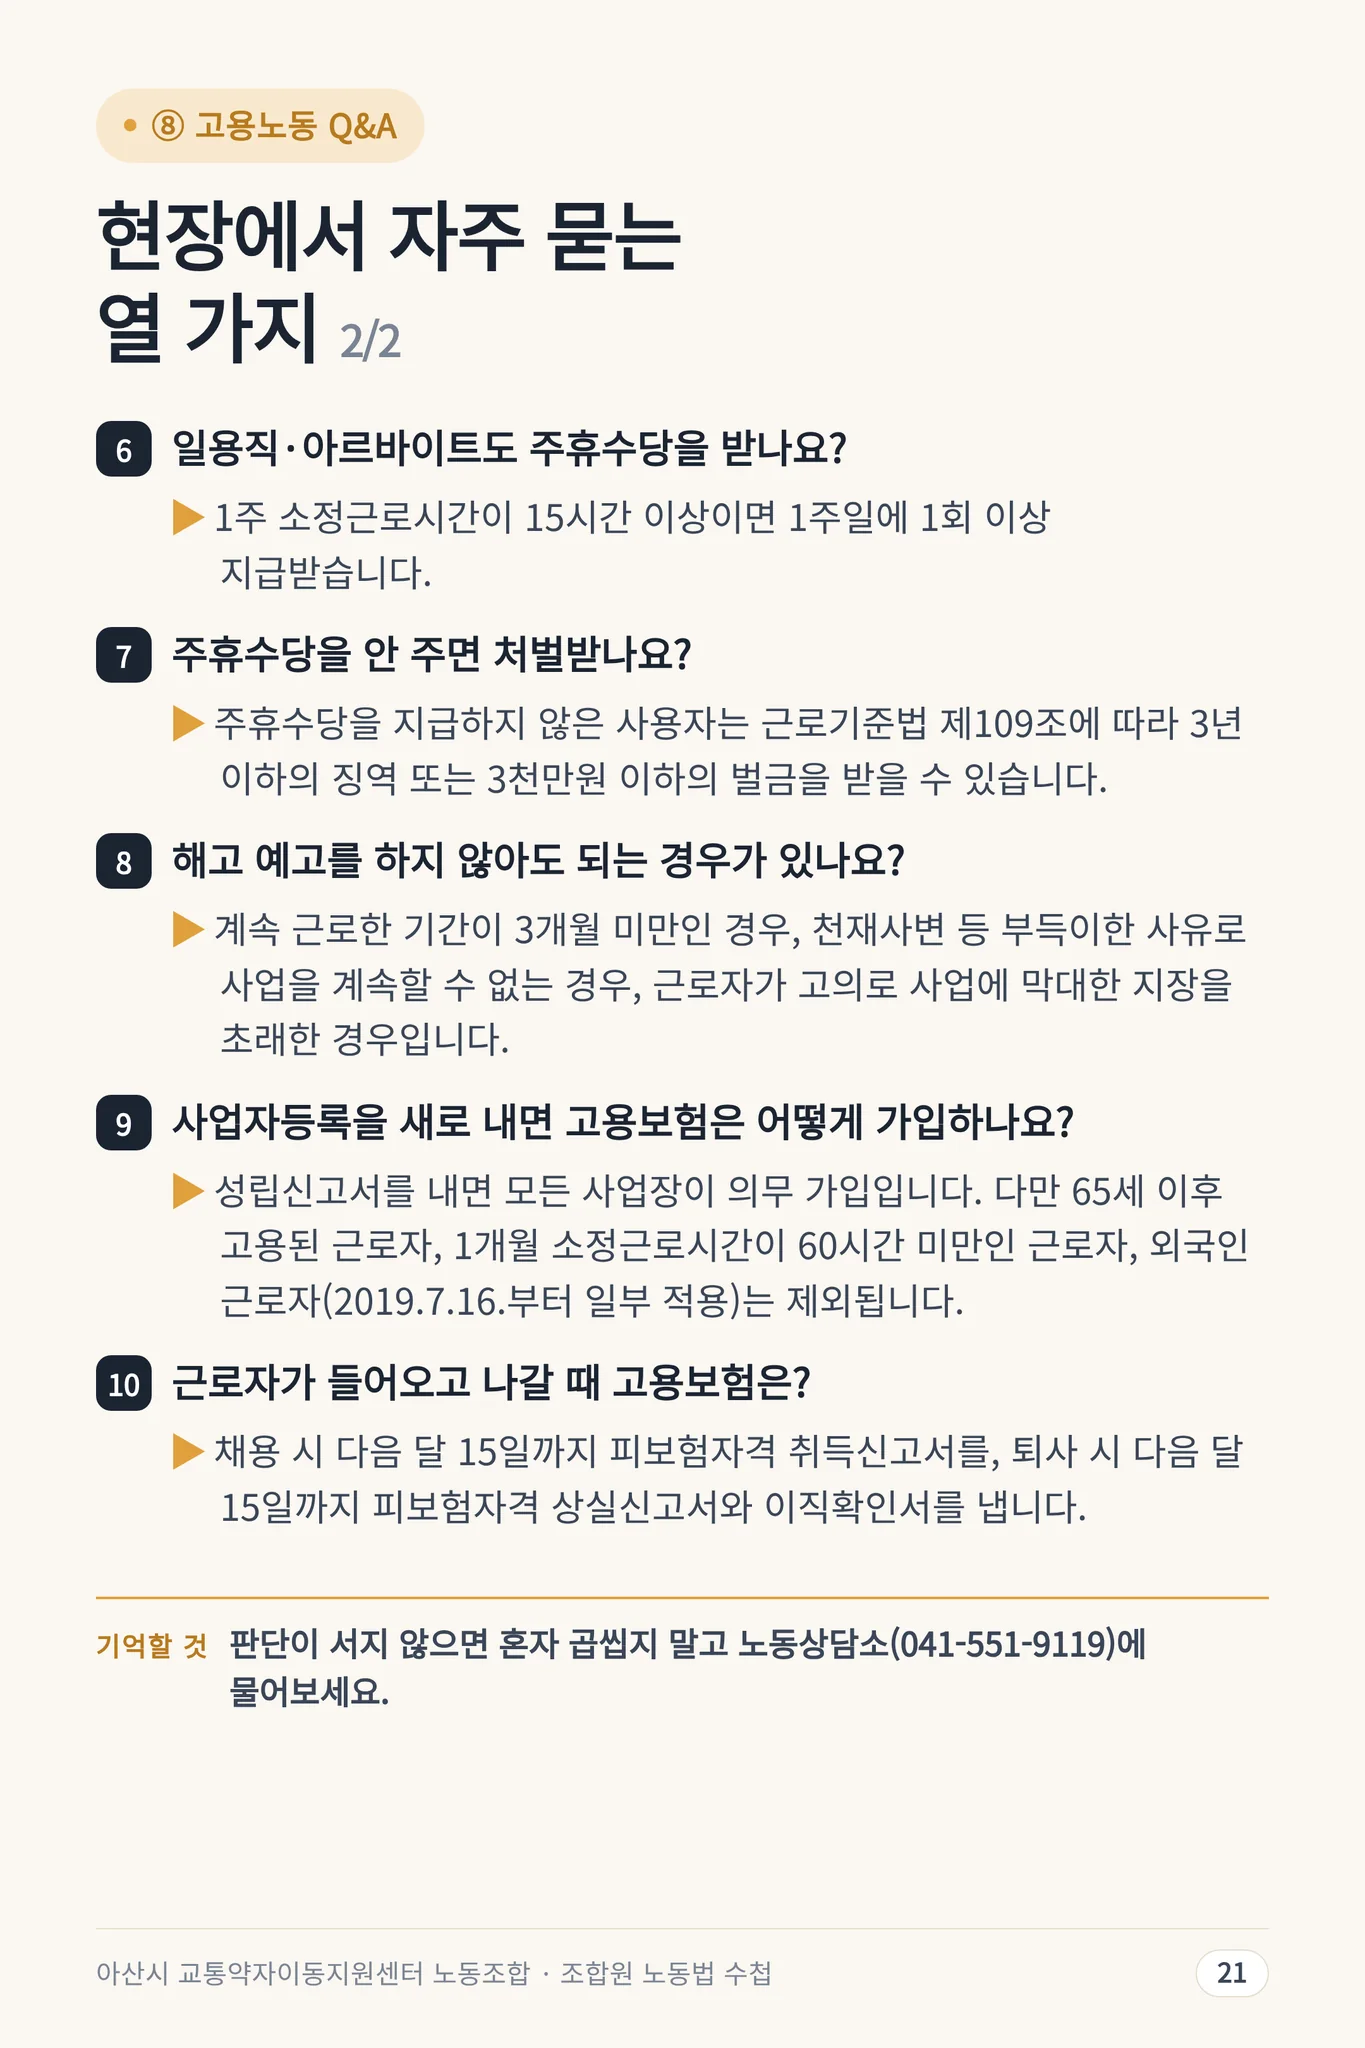 • ⑧ 고용노동 Q&A
현장에서 자주 묻는
열 가지 2/2
6 일용직·아르바이트도 주휴수당을 받나요?
▶ 1주 소정근로시간이 15시간 이상이면 1주일에 1회 이상
지급받습니다.
7 주휴수당을 안 주면 처벌받나요?
▶ 주휴수당을 지급하지 않은 사용자는 근로기준법 제109조에 따라 3년
이하의 징역 또는 3천만원 이하의 벌금을 받을 수 있습니다.
8 해고 예고를 하지 않아도 되는 경우가 있나요?
▶ 계속 근로한 기간이 3개월 미만인 경우, 천재사변 등 부득이한 사유로
사업을 계속할 수 없는 경우, 근로자가 고의로 사업에 막대한 지장을
초래한 경우입니다.
9 사업자등록을 새로 내면 고용보험은 어떻게 가입하나요?
▶ 성립신고서를 내면 모든 사업장이 의무 가입입니다. 다만 65세 이후
고용된 근로자, 1개월 소정근로시간이 60시간 미만인 근로자, 외국인
근로자(2019.7.16.부터 일부 적용)는 제외됩니다.
10 근로자가 들어오고 나갈 때 고용보험은?
▶ 채용 시 다음 달 15일까지 피보험자격 취득신고서를, 퇴사 시 다음 달
15일까지 피보험자격 상실신고서와 이직확인서를 냅니다.
기억할 것 판단이 서지 않으면 혼자 곱씹지 말고 노동상담소(041-551-9119)에
물어보세요.
아산시 교통약자이동지원센터 노동조합 · 조합원 노동법 수첩 21